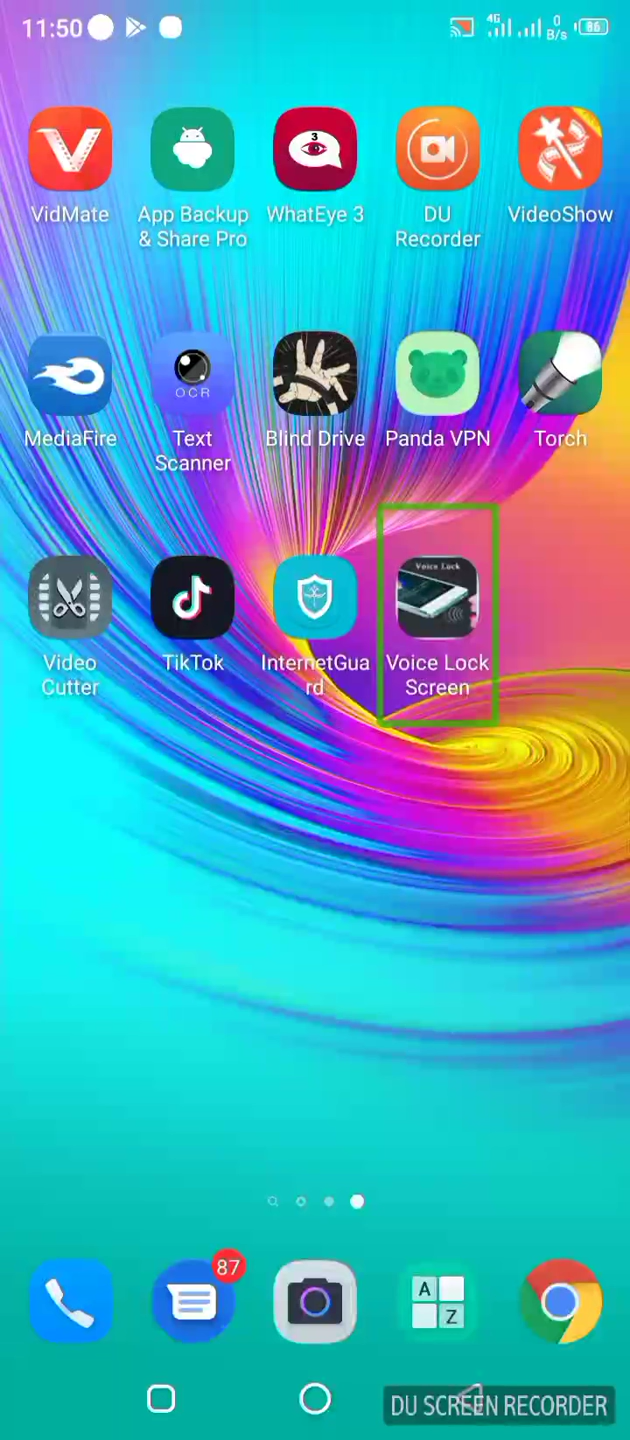 11:50
4G
0
B/s
86
VidMate
App Backup
& Share Pro
3
WhatEye 3
DU
Recorder
VideoShow
OCR
MediaFire
Text
Scanner
Blind Drive
Panda VPN
Torch
Voice Lock
Video
Cutter
TikTok
InternetGua
rd
Voice Lock
Screen
87
A
Z
DU SCREEN RECORDER